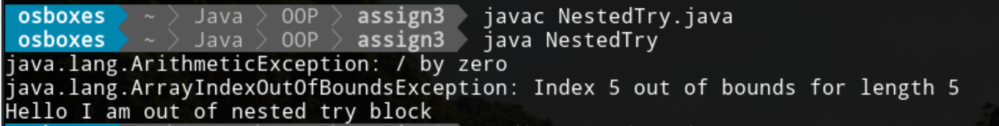 osboxes ~ Java OOP assign3 javac NestedTry.java
osboxes ~ Java OOP assign3 java NestedTry
java.lang.ArithmeticException: / by zero
java.lang.ArrayIndexOutOfBoundsException: Index 5 out of bounds for length 5
Hello I am out of nested try block